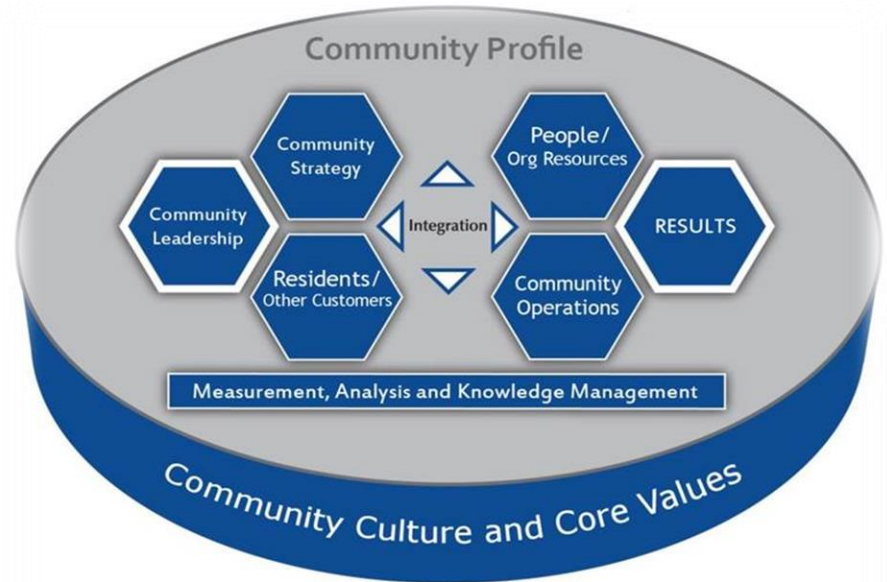 Community Profile
Community
Strategy
People/
Org Resources
Community
Leadership
Integration
RESULTS
Residents/
Other Customers
Community
Operations
Measurement, Analysis and Knowledge Management
Community Culture and Core Values